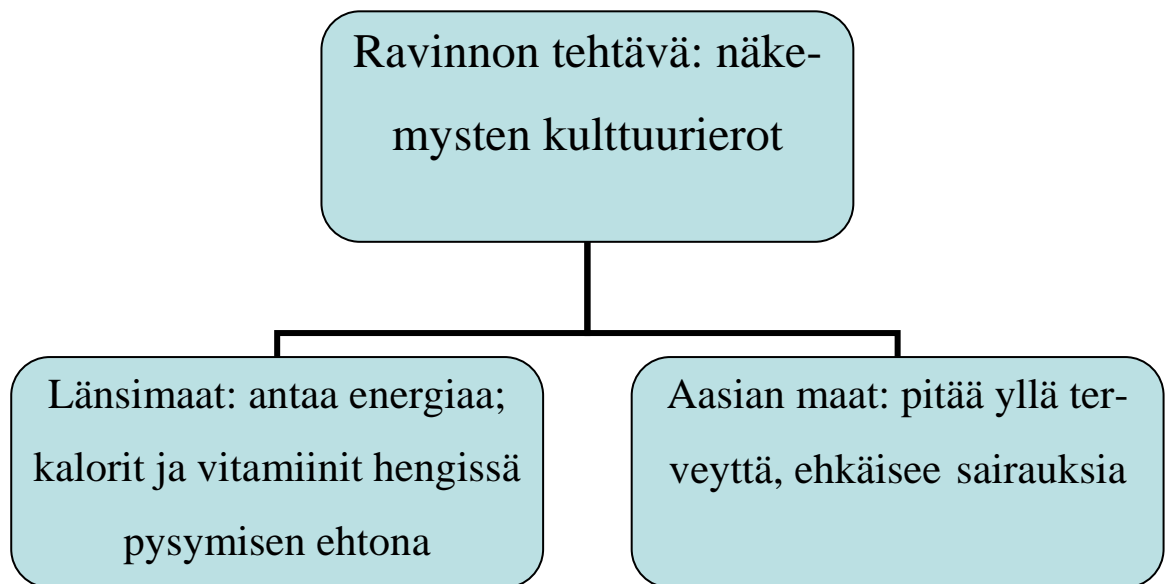 Ravinnon tehtävä: näke-
mysten kulttuurierot
Länsimaat: antaa energiaa;
kalorit ja vitamiinit hengissä
pysymisen ehtona
Aasian maat: pitää yllä ter-
veyttä, ehkäisee sairauksia